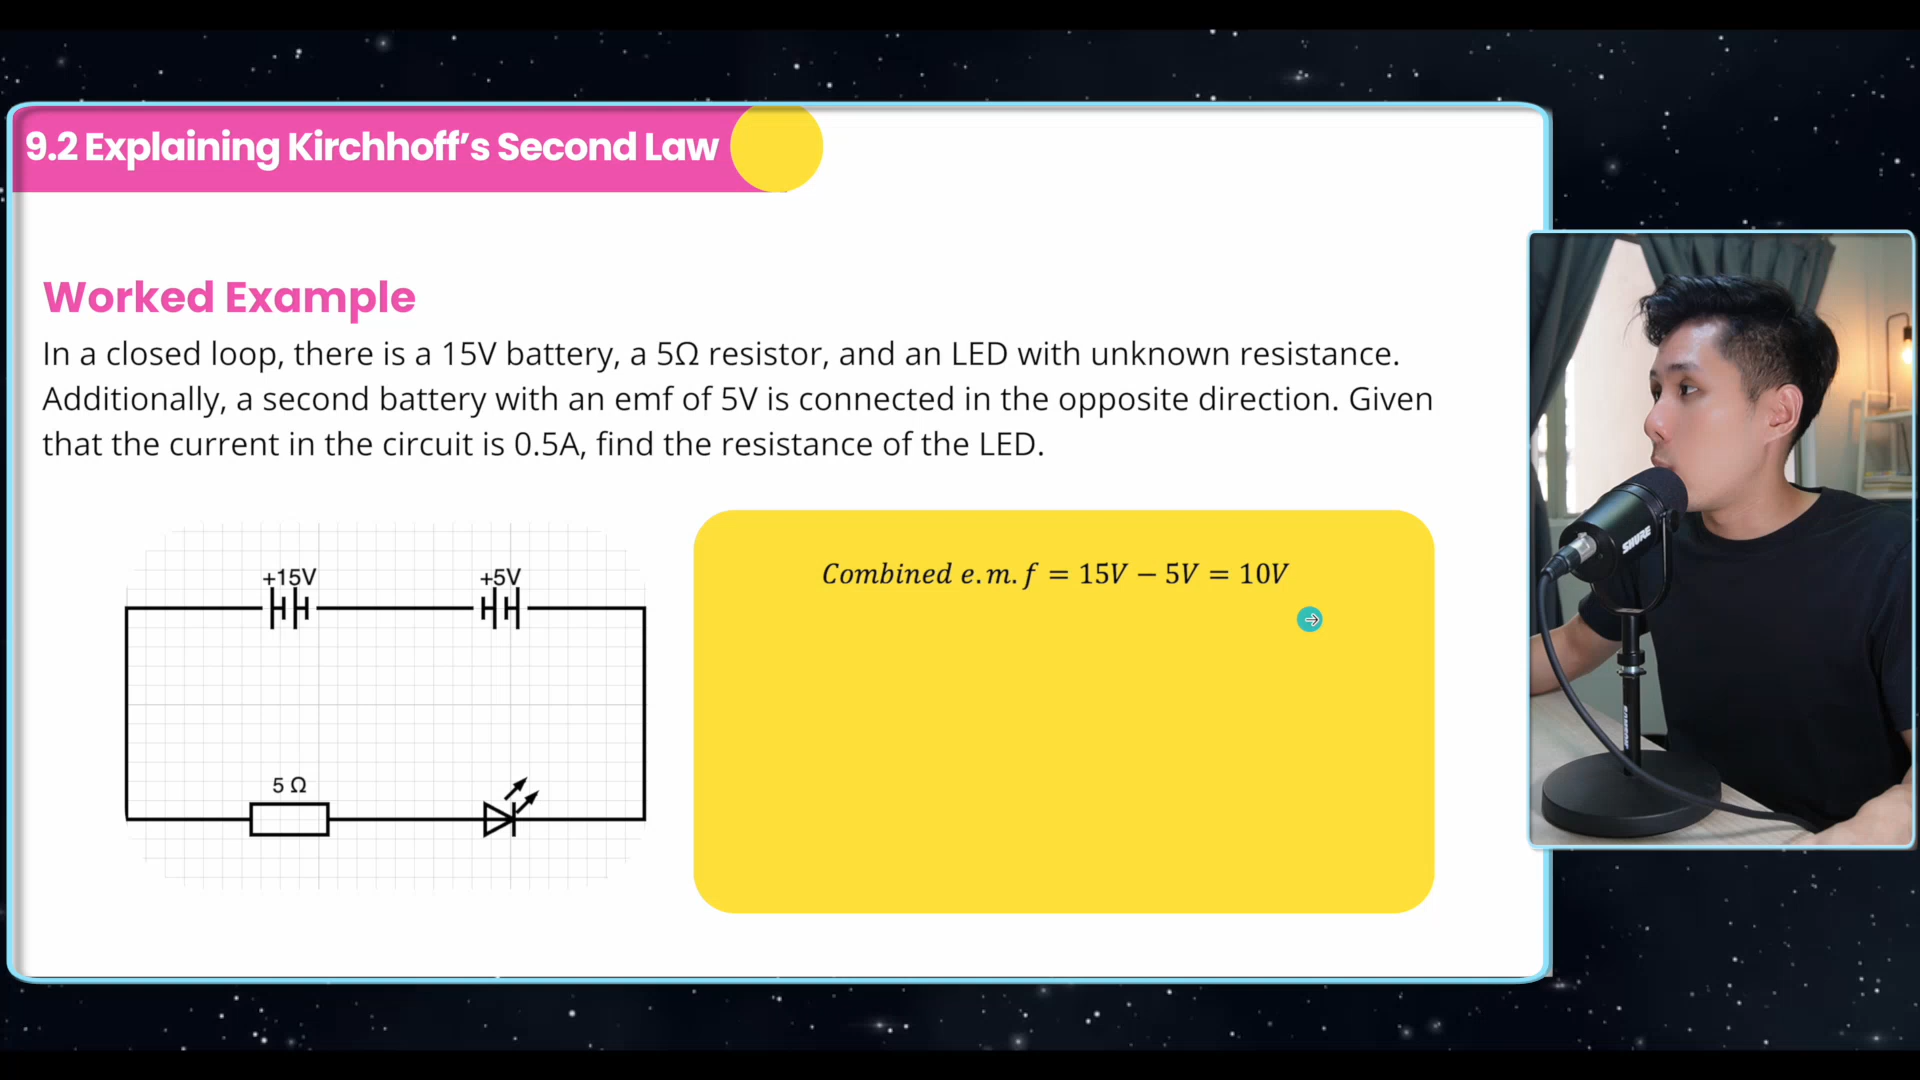 9.2 Explaining Kirchhoff's Second Law
Worked Example
In a closed loop, there is a 15V battery, a 5Ω resistor, and an LED with unknown resistance.
Additionally, a second battery with an emf of 5V is connected in the opposite direction. Given
that the current in the circuit is 0.5A, find the resistance of the LED.
+15V
+5V
5 Ω
Combined e.m.f = 15V − 5V = 10V
SHURE